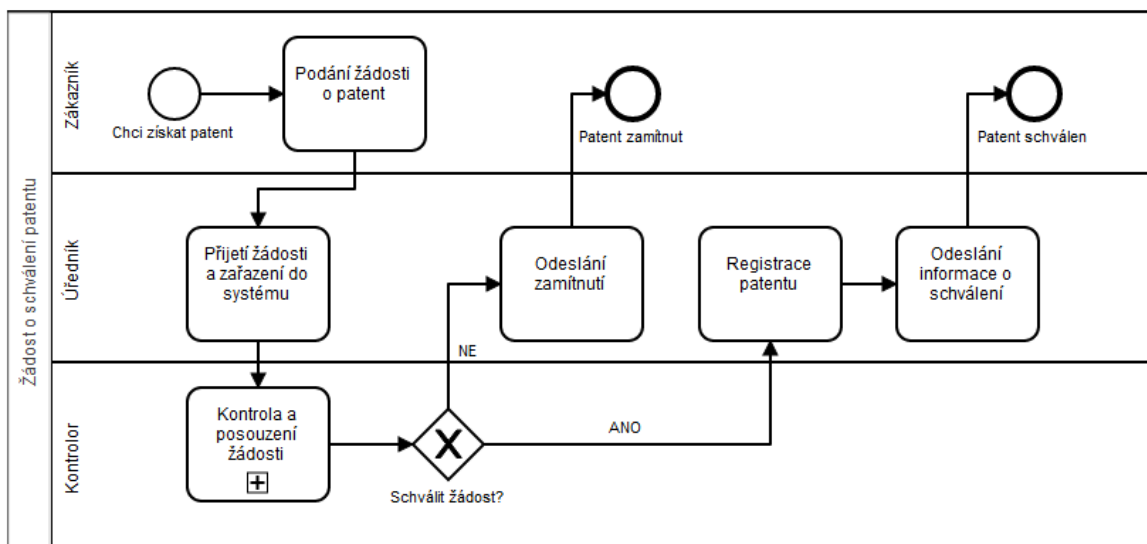 Žádost o schválení patentu
Zákazník
Chci získat patent
Podání žádosti
o patent
Patent zamítnut
Patent schválen
Úředník
Přijetí žádosti
a zařazení do
systému
Odeslání
zamítnutí
Registrace
patentu
Odeslání
informace o
schválení
NE
Kontrolor
Kontrola a
posouzení
žádosti
Schválit žádost?
ANO